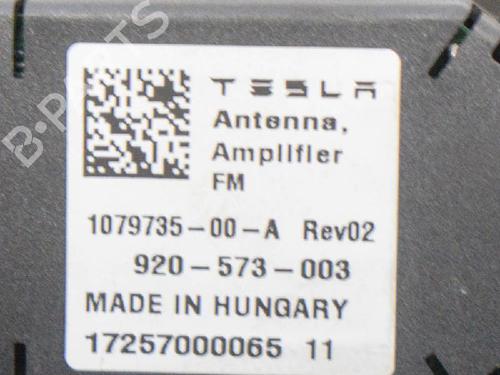 TESLA
Antenna,
Amplifier
FM
1079735-00-A Rev02
920-573-003
MADE IN HUNGARY
17257000065 11
B-PARTS